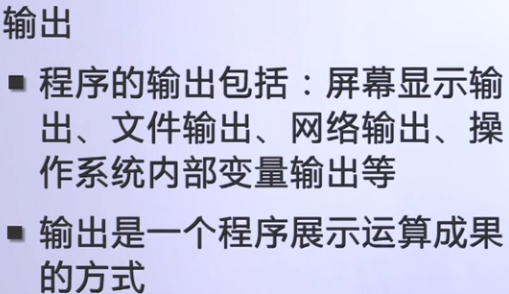 输出
■ 程序的输出包括：屏幕显示输
出、文件输出、网络输出、操
作系统内部变量输出等
■ 输出是一个程序展示运算成果
的方式